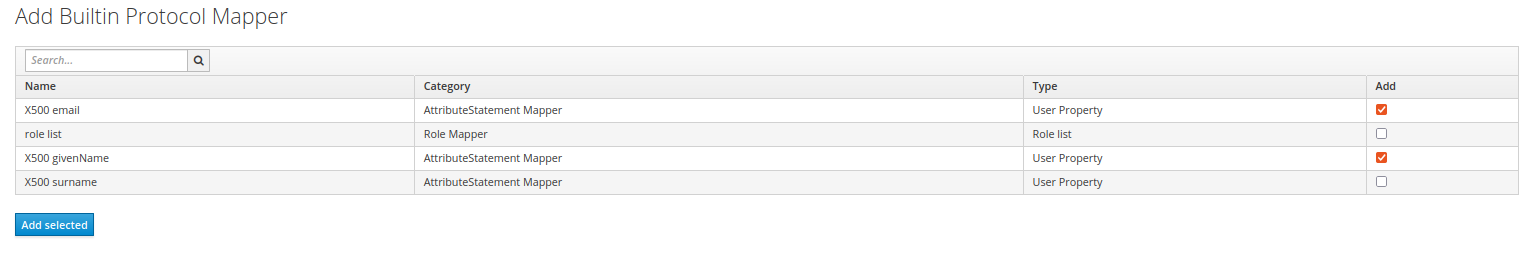 Add Builtin Protocol Mapper
Search...
Name Category Type Add
X500 email AttributeStatement Mapper User Property
role list Role Mapper Role list
X500 givenName AttributeStatement Mapper User Property
X500 surname AttributeStatement Mapper User Property
Add selected